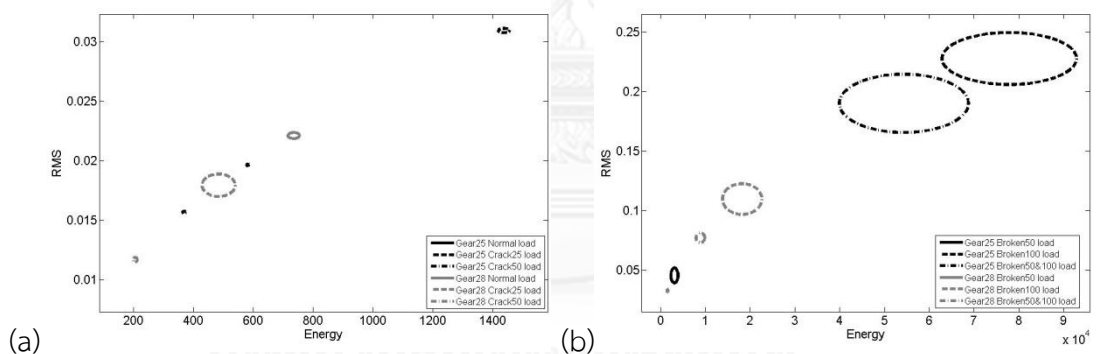 0.03
0.025
0.02
0.015
0.01
RMS
200 400 600 800 1000 1200 1400
Energy
Gear25 Normal load
Gear25 Crack25 load
Gear25 Crack50 load
Gear28 Normal load
Gear28 Crack25 load
Gear28 Crack50 load
(a)
0.25
0.2
0.15
0.1
0.05
RMS
0 1 2 3 4 5 6 7 8 9
Energy
x 10⁴
Gear25 Broken50 load
Gear25 Broken100 load
Gear25 Broken50&100 load
Gear28 Broken50 load
Gear28 Broken100 load
Gear28 Broken50&100 load
(b)